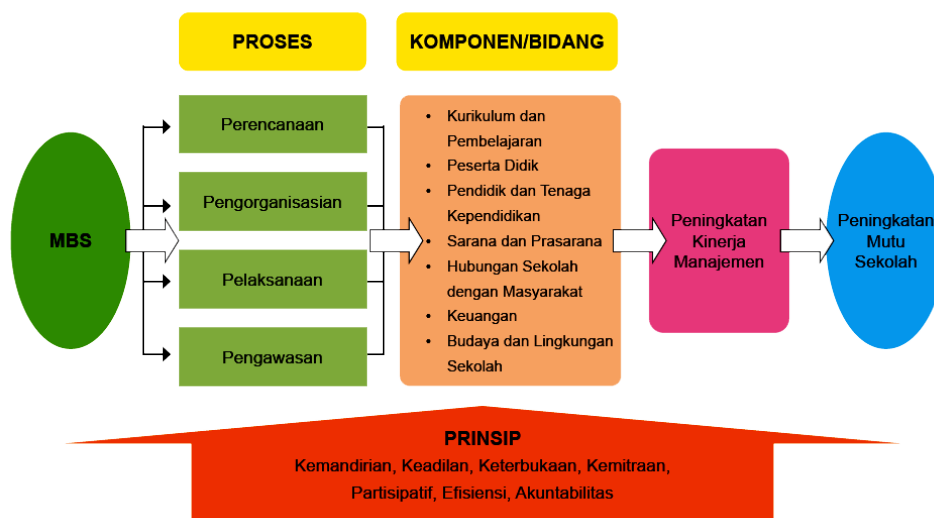 PROSES
KOMPONEN/BIDANG
MBS
Perencanaan
Pengorganisasian
Pelaksanaan
Pengawasan
• Kurikulum dan
Pembelajaran
• Peserta Didik
• Pendidik dan Tenaga
Kependidikan
• Sarana dan Prasarana
• Hubungan Sekolah
dengan Masyarakat
• Keuangan
• Budaya dan Lingkungan
Sekolah
Peningkatan
Kinerja
Manajemen
Peningkatan
Mutu
Sekolah
PRINSIP
Kemandirian, Keadilan, Keterbukaan, Kemitraan,
Partisipatif, Efisiensi, Akuntabilitas